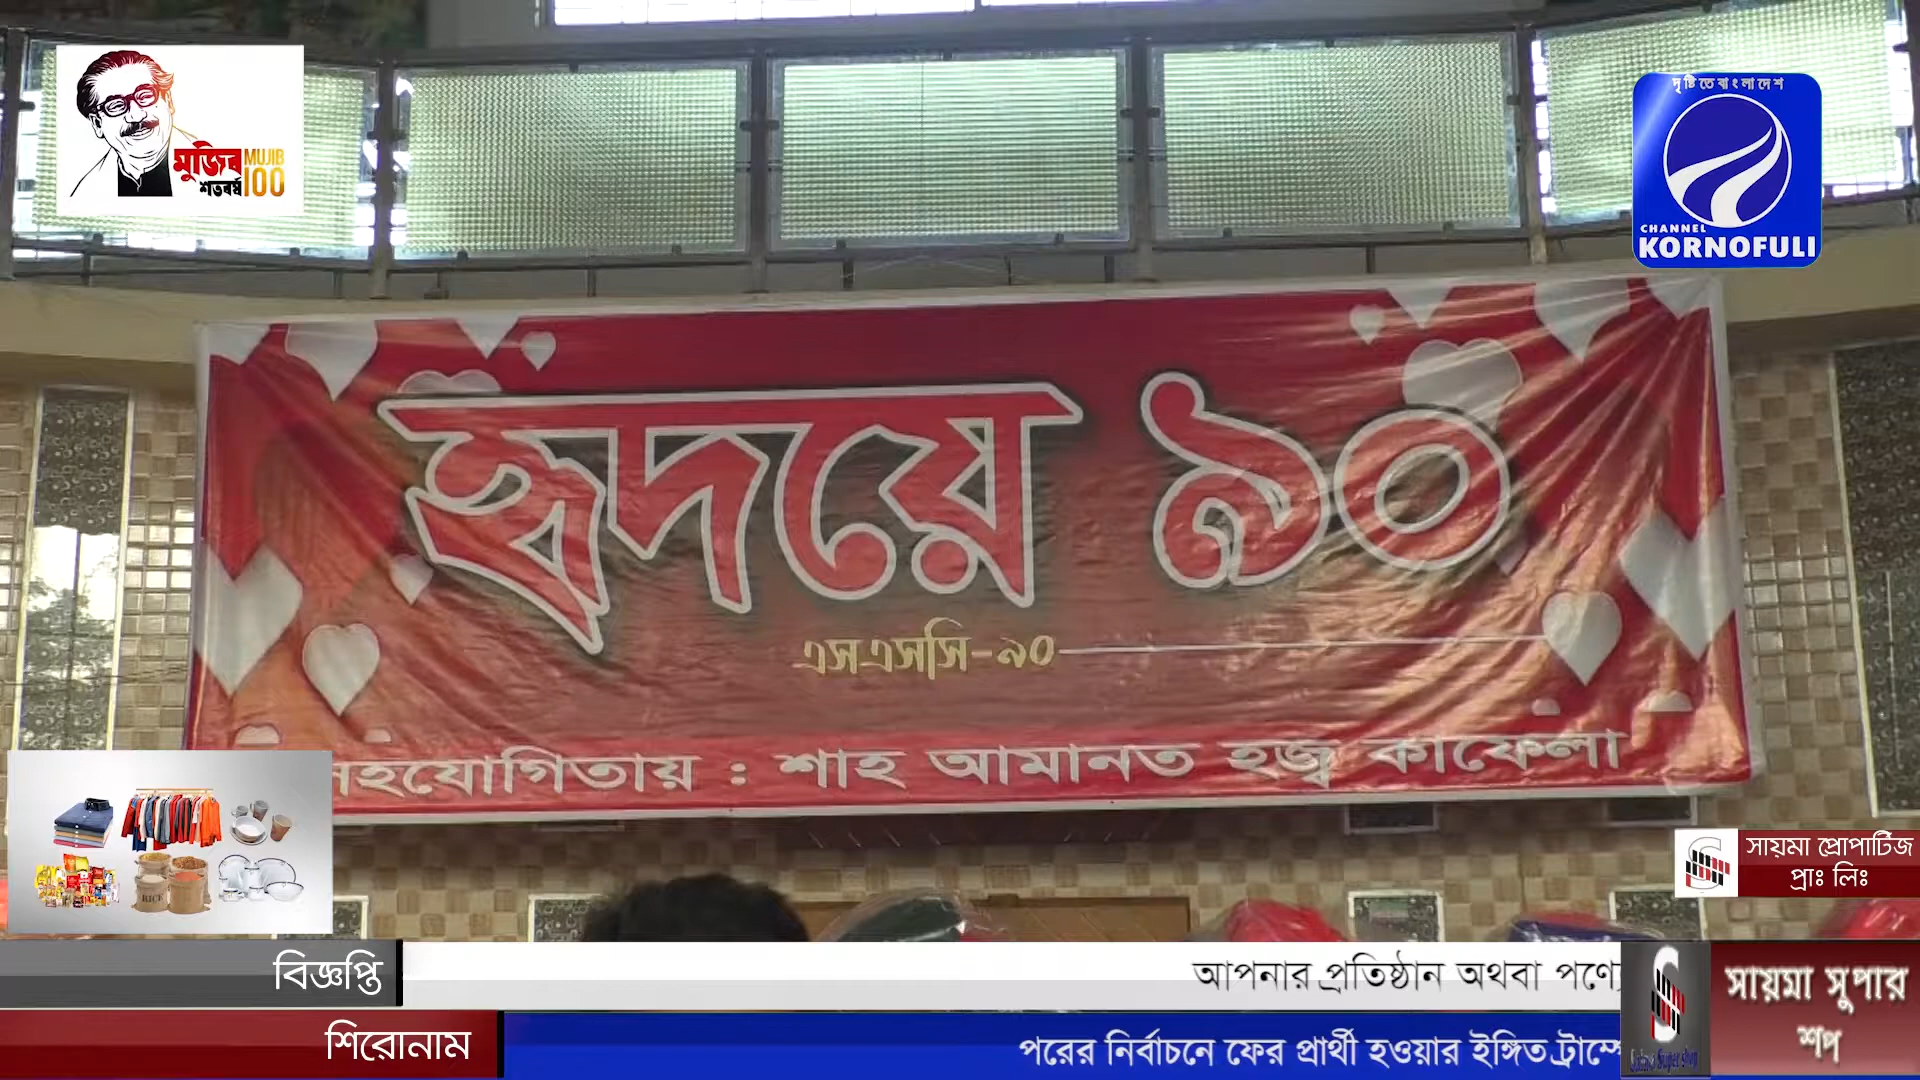 মুজিব
শতবর্ষ
MUJIB
100
দৃষ্টিতে বাংলাদেশ
CHANNEL
KORNOFULI
হৃদয়ে ৯০
এসএসসি-৯০
সহযোগিতায় : শাহ আমানত হজ্ব কাফেলা
RICE
সায়মা প্রোপার্টিজ
প্রাঃ লিঃ
বিজ্ঞপ্তি
আপনার প্রতিষ্ঠান অথবা পণ্যে
সায়মা সুপার
শপ
শিরোনাম
পরের নির্বাচনে ফের প্রার্থী হওয়ার ইঙ্গিত ট্রাম্পে